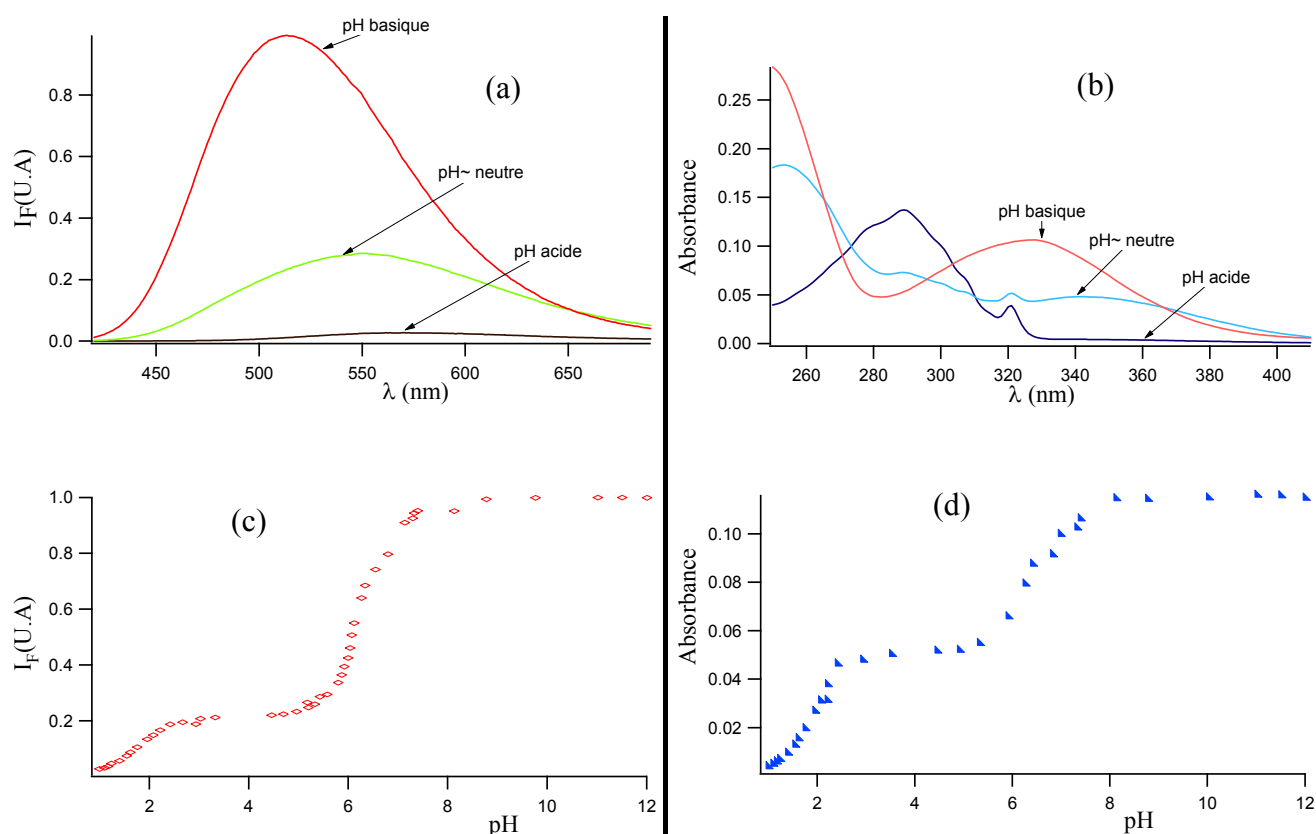 pH basique
(a)
pH~ neutre
pH acide
I_F(U.A)
0.8
0.6
0.4
0.2
0.0
450 500 550 600 650
λ (nm)
(b)
pH basique
pH~ neutre
pH acide
Absorbance
0.25
0.20
0.15
0.10
0.05
0.00
260 280 300 320 340 360 380 400
λ (nm)
(c)
I_F(U.A)
1.0
0.8
0.6
0.4
0.2
2 4 6 8 10 12
pH
(d)
Absorbance
0.10
0.08
0.06
0.04
0.02
2 4 6 8 10 12
pH